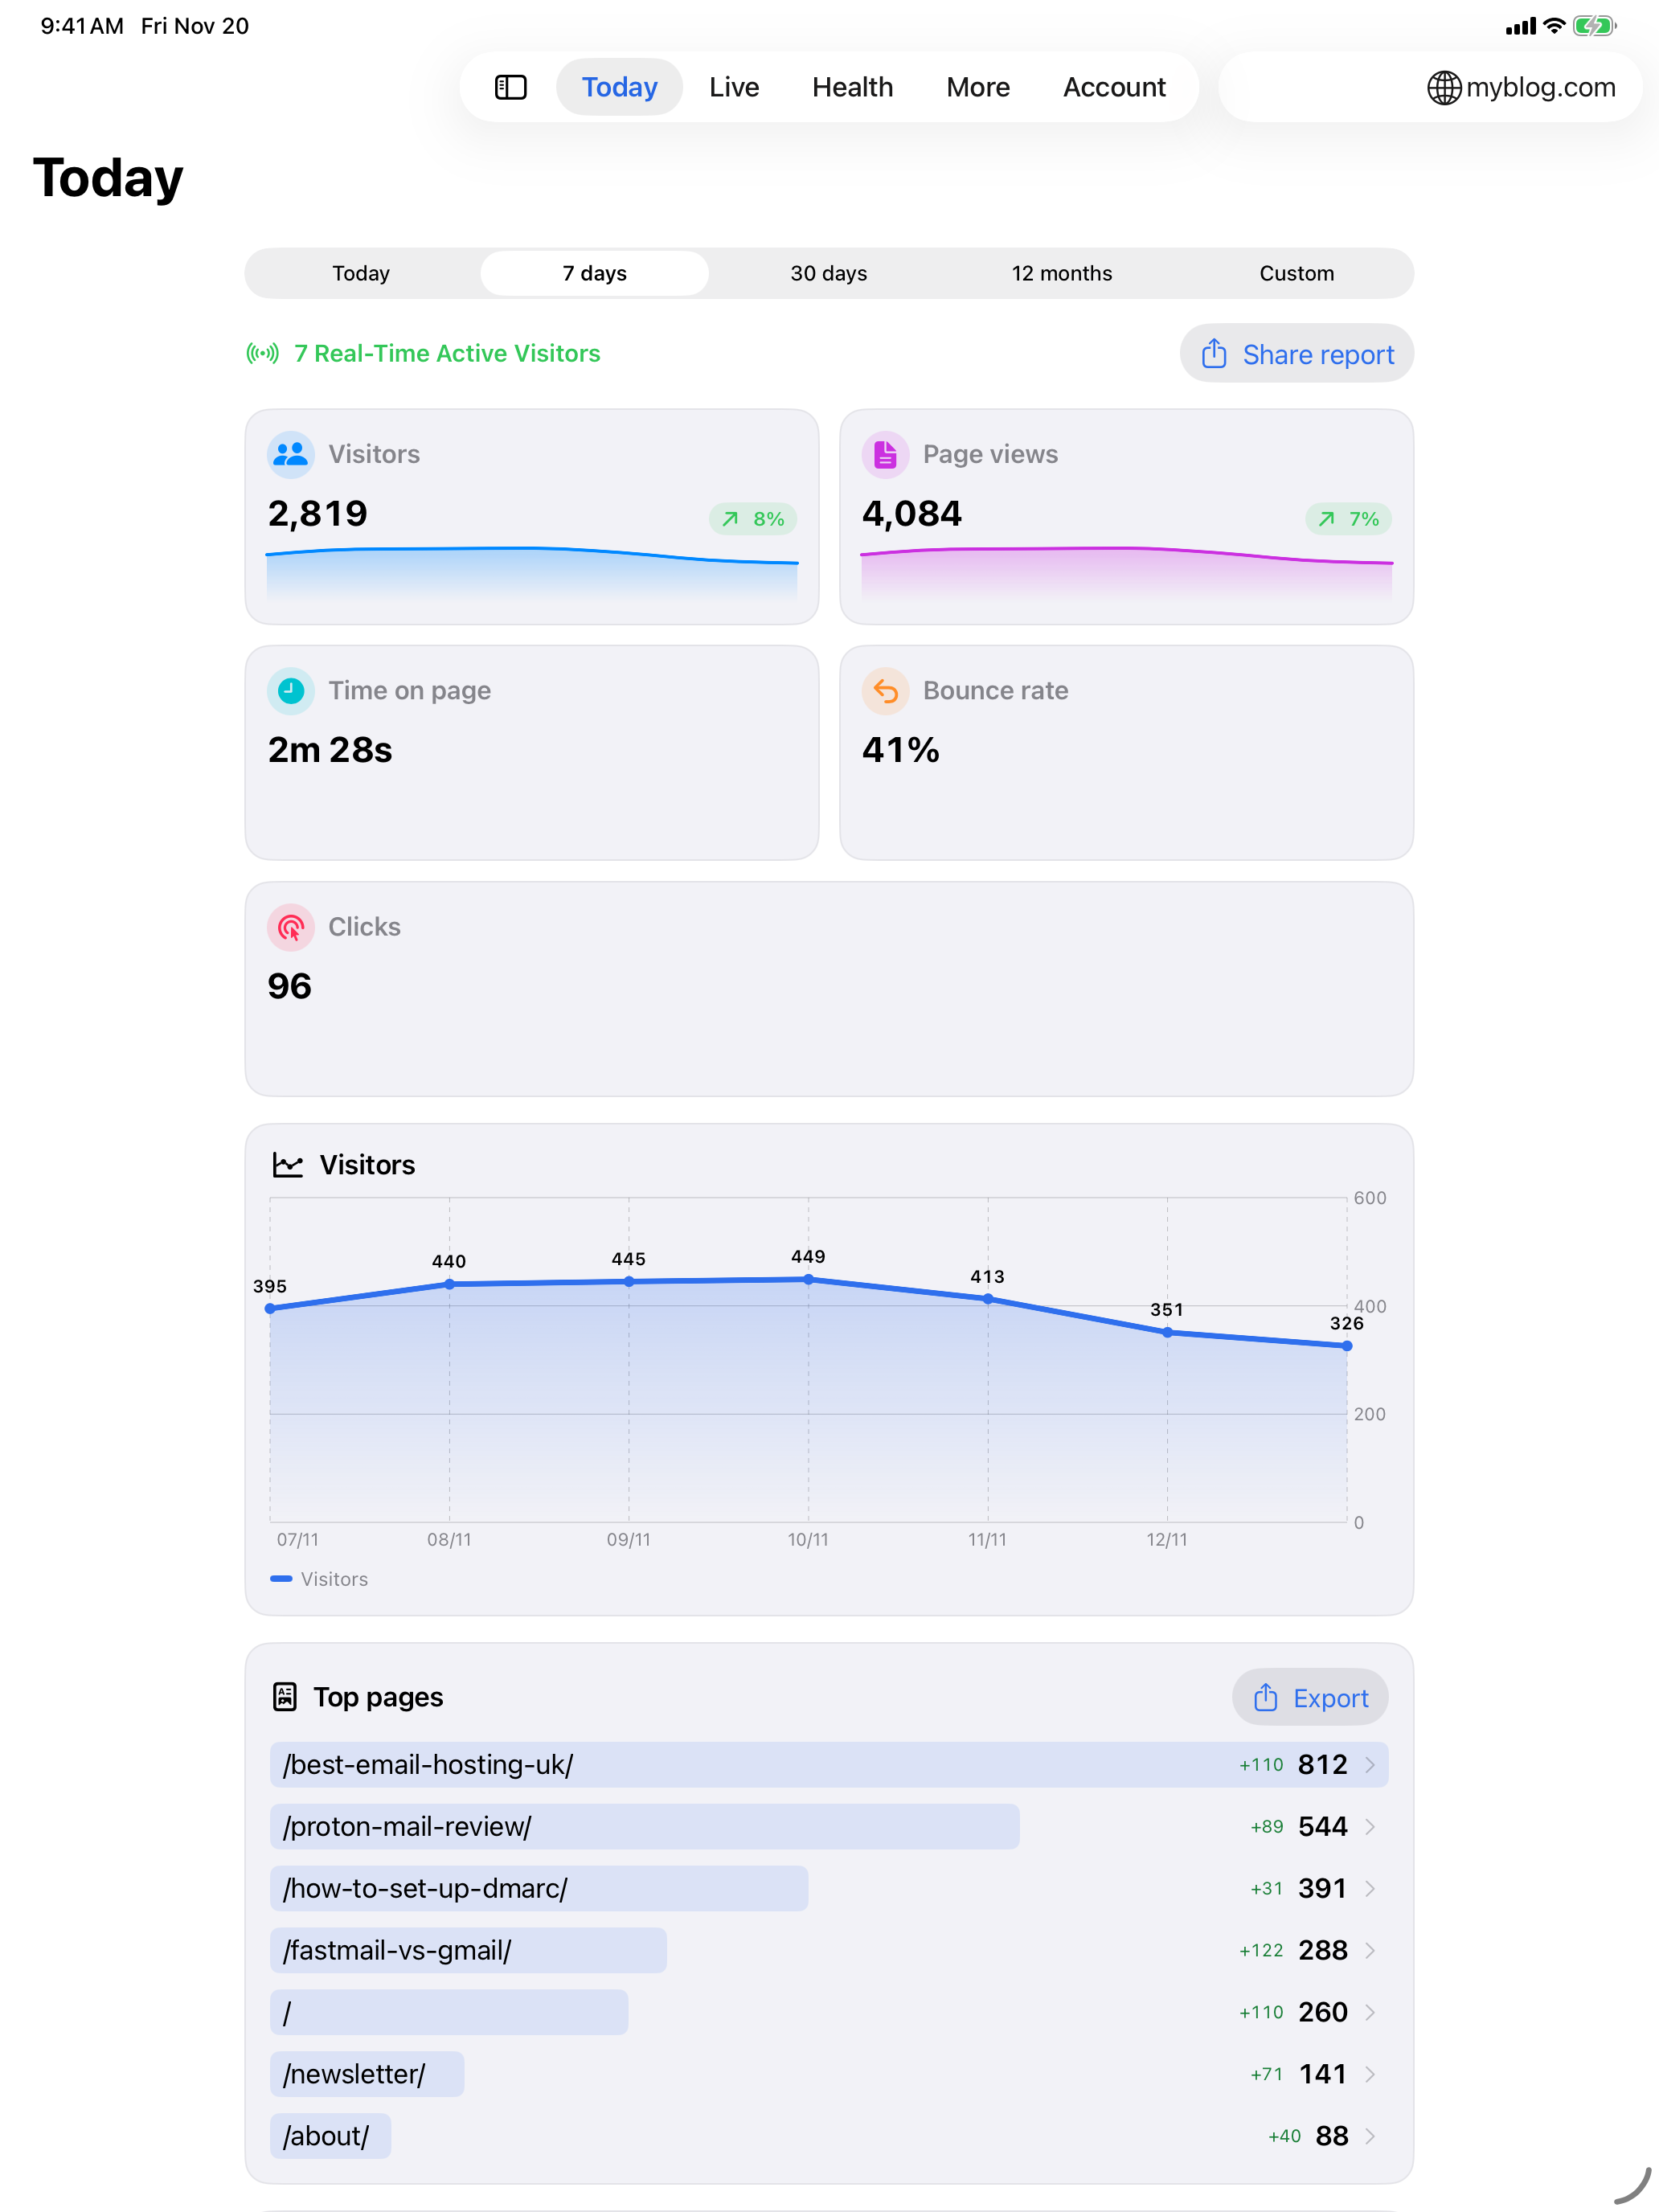 9:41 AM Fri Nov 20
Today Live Health More Account
myblog.com
Today
Today 7 days 30 days 12 months Custom
7 Real-Time Active Visitors
Share report
Visitors
2,819
8%
Page views
4,084
7%
Time on page
2m 28s
Bounce rate
41%
Clicks
96
Visitors
600
400
200
0
395 440 445 449 413 351 326
07/11 08/11 09/11 10/11 11/11 12/11
Visitors
Top pages
Export
/best-email-hosting-uk/ +110 812
/proton-mail-review/ +89 544
/how-to-set-up-dmarc/ +31 391
/fastmail-vs-gmail/ +122 288
/ +110 260
/newsletter/ +71 141
/about/ +40 88